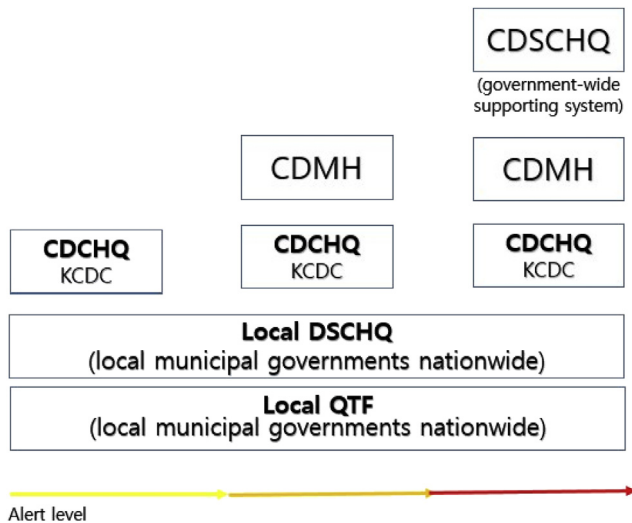 CDSCHQ
(government-wide
supporting system)
CDMH
CDMH
CDCHQ
KCDC
CDCHQ
KCDC
CDCHQ
KCDC
Local DSCHQ
(local municipal governments nationwide)
Local QTF
(local municipal governments nationwide)
Alert level